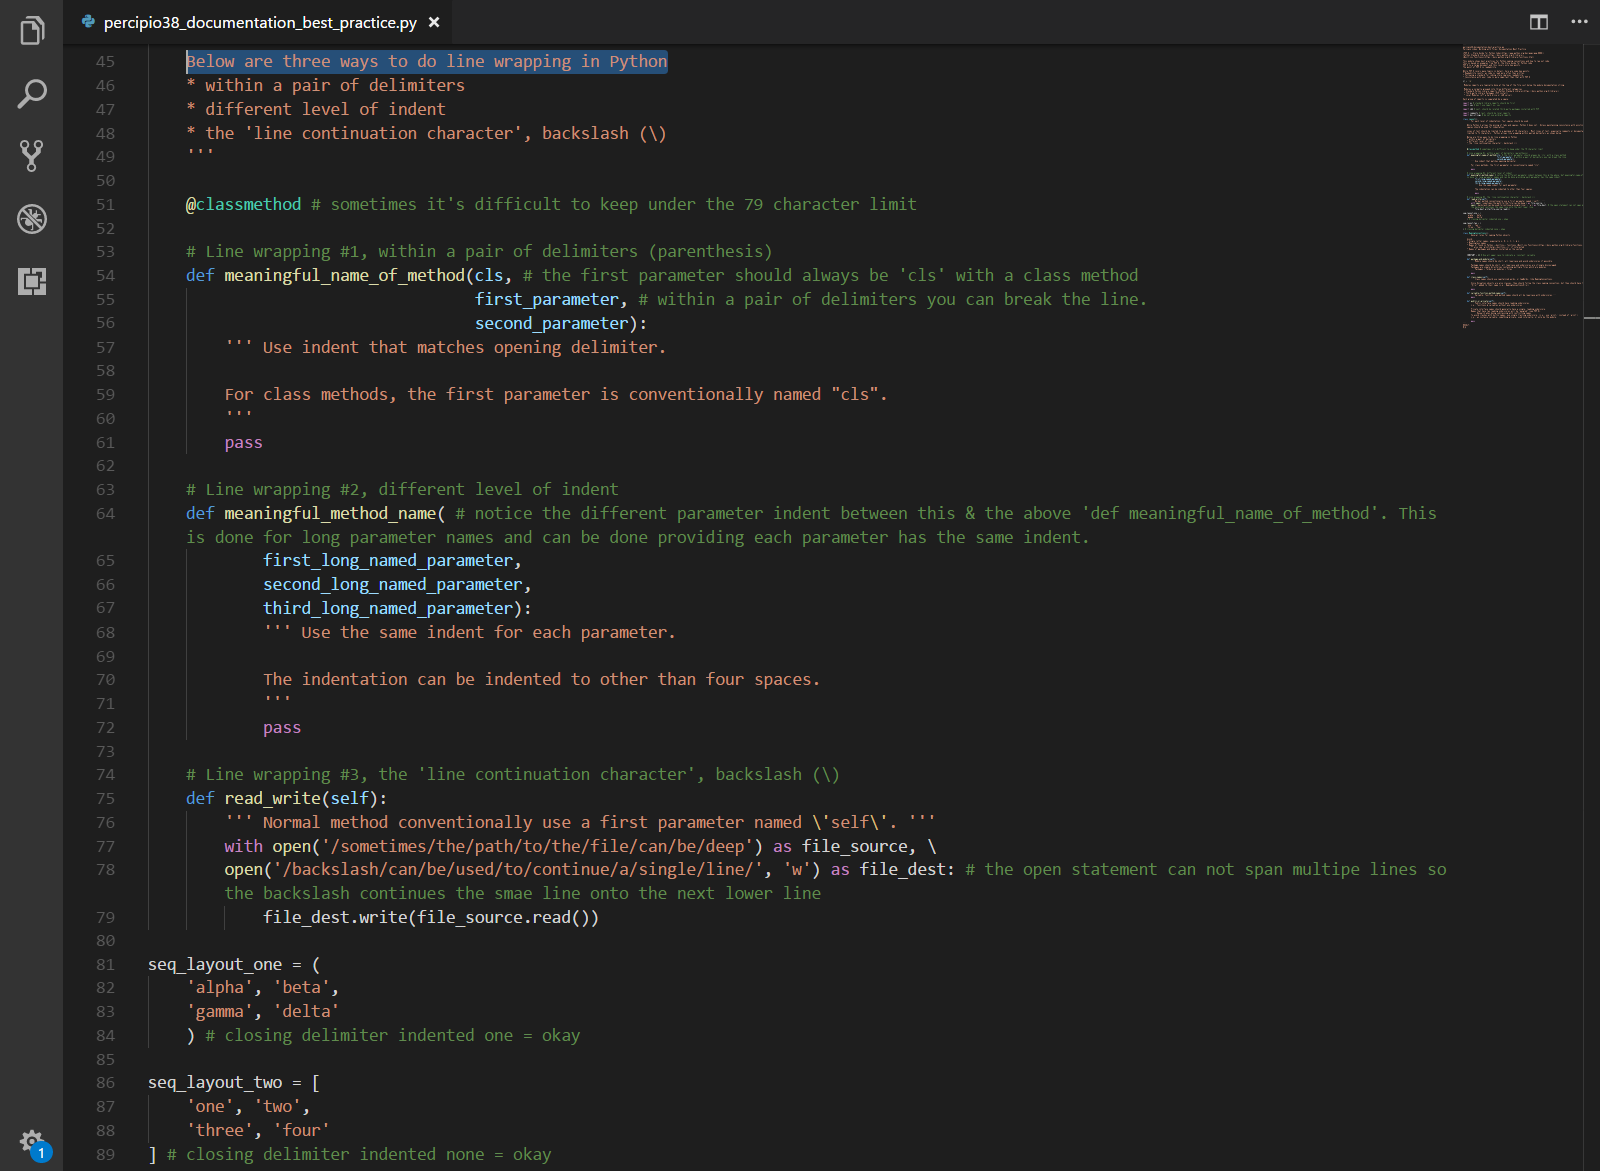 percipio38_documentation_best_practice.py ×
45 Below are three ways to do line wrapping in Python
46 * within a pair of delimiters
47 * different level of indent
48 * the 'line continuation character', backslash (\)
49 '''
50
51 @classmethod # sometimes it's difficult to keep under the 79 character limit
52
53 # Line wrapping #1, within a pair of delimiters (parenthesis)
54 def meaningful_name_of_method(cls, # the first parameter should always be 'cls' with a class method
55 first_parameter, # within a pair of delimiters you can break the line.
56 second_parameter):
57 ''' Use indent that matches opening delimiter.
58
59 For class methods, the first parameter is conventionally named "cls".
60 '''
61 pass
62
63 # Line wrapping #2, different level of indent
64 def meaningful_method_name( # notice the different parameter indent between this & the above 'def meaningful_name_of_method'. This
is done for long parameter names and can be done providing each parameter has the same indent.
65 first_long_named_parameter,
66 second_long_named_parameter,
67 third_long_named_parameter):
68 ''' Use the same indent for each parameter.
69
70 The indentation can be indented to other than four spaces.
71 '''
72 pass
73
74 # Line wrapping #3, the 'line continuation character', backslash (\)
75 def read_write(self):
76 ''' Normal method conventionally use a first parameter named \'self\'. '''
77 with open('/sometimes/the/path/to/the/file/can/be/deep') as file_source, \
78 open('/backslash/can/be/used/to/continue/a/single/line/', 'w') as file_dest: # the open statement can not span multipe lines so
the backslash continues the smae line onto the next lower line
79 file_dest.write(file_source.read())
80
81 seq_layout_one = (
82 'alpha', 'beta',
83 'gamma', 'delta'
84 ) # closing delimiter indented one = okay
85
86 seq_layout_two = [
87 'one', 'two',
88 'three', 'four'
89 ] # closing delimiter indented none = okay
1